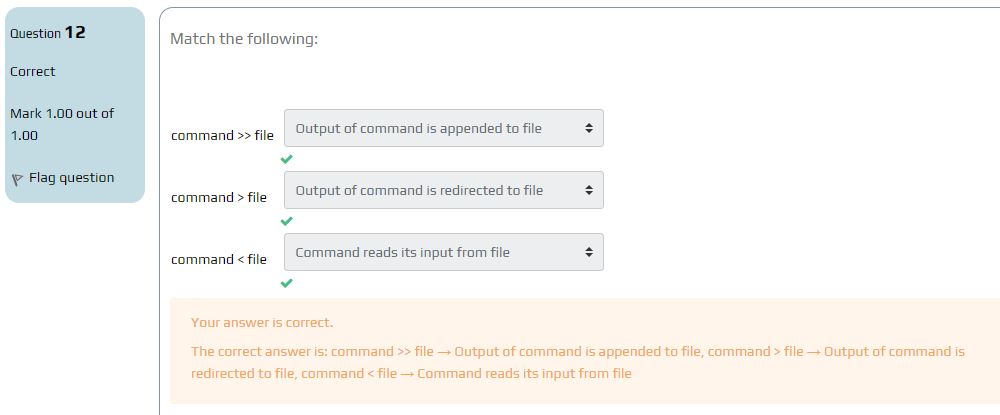 Question 12
Correct
Mark 1.00 out of
1.00
Flag question
Match the following:
command >> file Output of command is appended to file
command > file Output of command is redirected to file
command < file Command reads its input from file
Your answer is correct.
The correct answer is: command >> file → Output of command is appended to file, command > file → Output of command is
redirected to file, command < file → Command reads its input from file